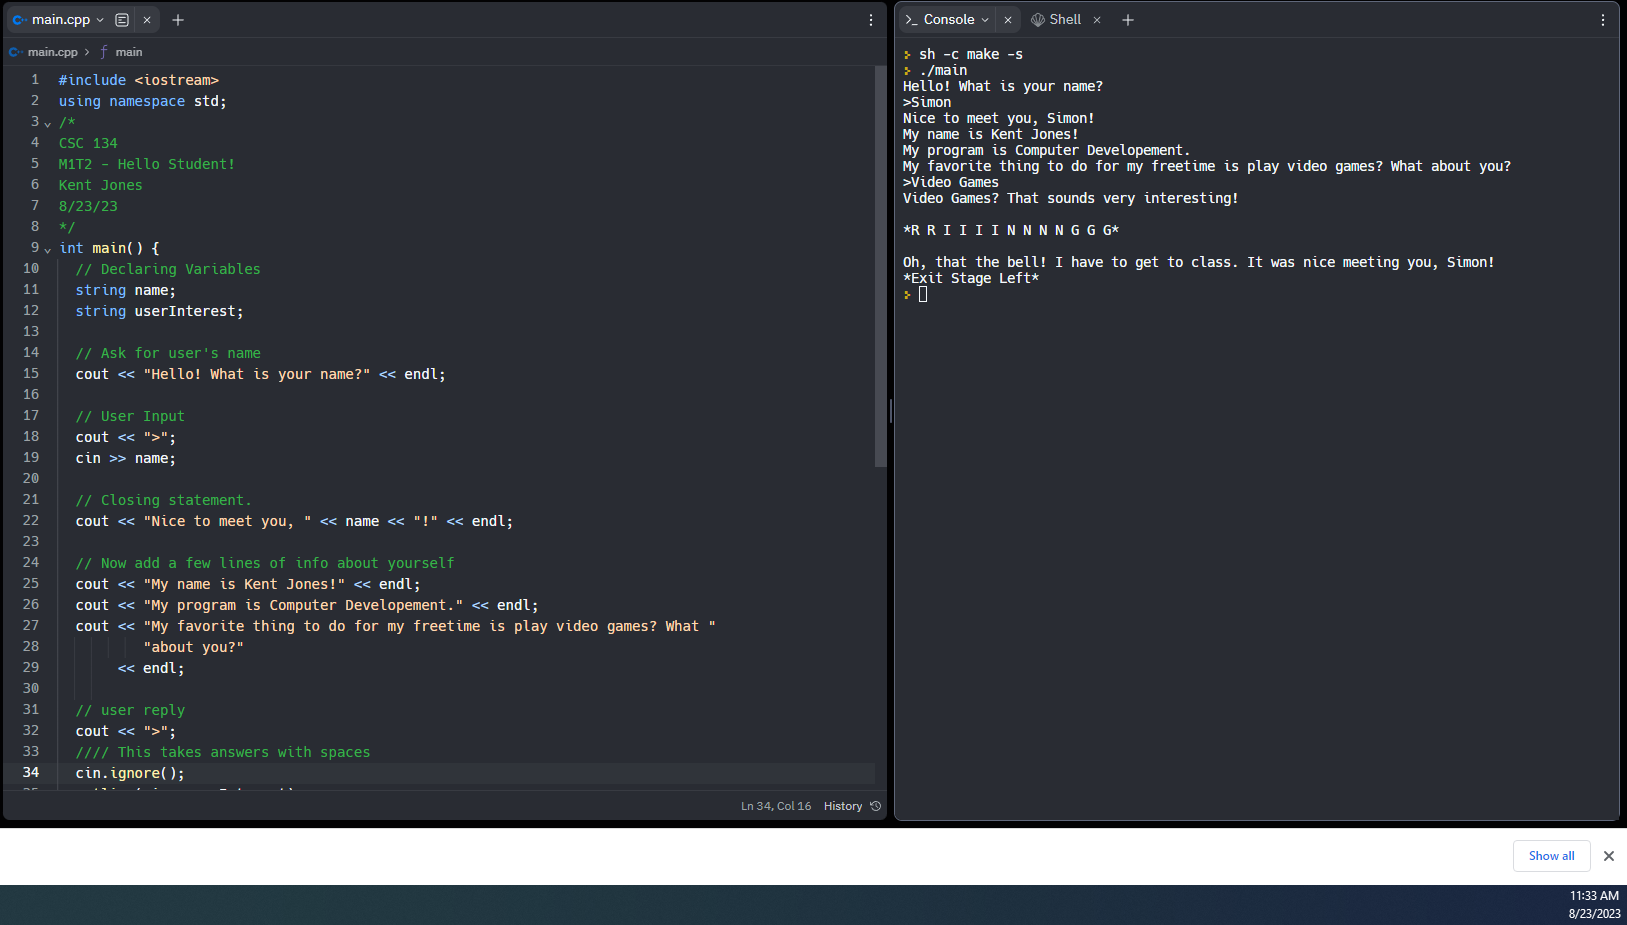 main.cpp
main.cpp > f main
1 #include <iostream>
2 using namespace std;
3 /*
4 CSC 134
5 M1T2 - Hello Student!
6 Kent Jones
7 8/23/23
8 */
9 int main() {
10 // Declaring Variables
11 string name;
12 string userInterest;
13
14 // Ask for user's name
15 cout << "Hello! What is your name?" << endl;
16
17 // User Input
18 cout << ">";
19 cin >> name;
20
21 // Closing statement.
22 cout << "Nice to meet you, " << name << "!" << endl;
23
24 // Now add a few lines of info about yourself
25 cout << "My name is Kent Jones!" << endl;
26 cout << "My program is Computer Developement." << endl;
27 cout << "My favorite thing to do for my freetime is play video games? What "
28 "about you?"
29 << endl;
30
31 // user reply
32 cout << ">";
33 //// This takes answers with spaces
34 cin.ignore();
Ln 34, Col 16 History
Console Shell
sh -c make -s
./main
Hello! What is your name?
>Simon
Nice to meet you, Simon!
My name is Kent Jones!
My program is Computer Developement.
My favorite thing to do for my freetime is play video games? What about you?
>Video Games
Video Games? That sounds very interesting!
*R R I I I I N N N N G G G*
Oh, that the bell! I have to get to class. It was nice meeting you, Simon!
*Exit Stage Left*
Show all
11:33 AM
8/23/2023